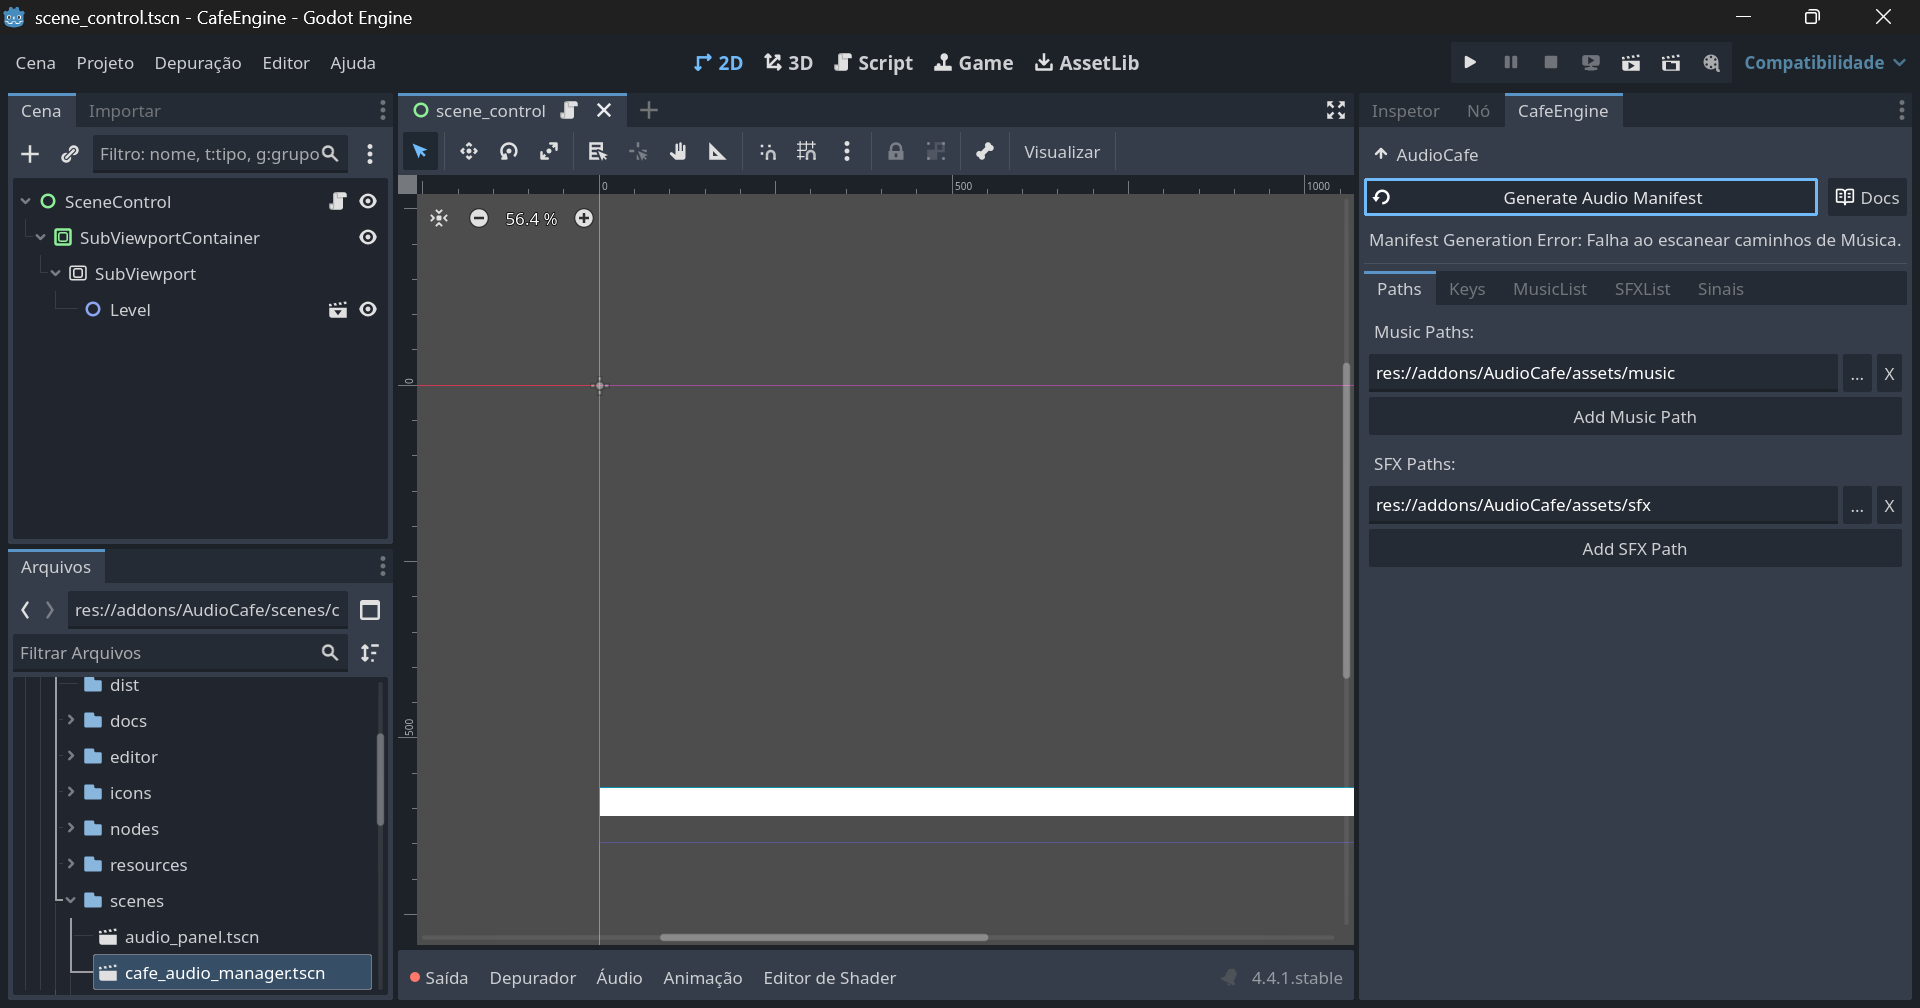 scene_control.tscn - CafeEngine - Godot Engine
Cena Projeto Depuração Editor Ajuda
2D 3D Script Game AssetLib
Compatibilidade
Cena Importar
Filtro: nome, t:tipo, g:grupo
SceneControl
SubViewportContainer
SubViewport
Level
Arquivos
res://addons/AudioCafe/scenes/c
Filtrar Arquivos
dist
docs
editor
icons
nodes
resources
scenes
audio_panel.tscn
cafe_audio_manager.tscn
scene_control
Visualizar
0 500 1000
56.4 %
0
500
Saída Depurador Áudio Animação Editor de Shader 4.4.1.stable
Inspetor Nó CafeEngine
AudioCafe
Generate Audio Manifest Docs
Manifest Generation Error: Falha ao escanear caminhos de Música.
Paths Keys MusicList SFXList Sinais
Music Paths:
res://addons/AudioCafe/assets/music ... X
Add Music Path
SFX Paths:
res://addons/AudioCafe/assets/sfx ... X
Add SFX Path